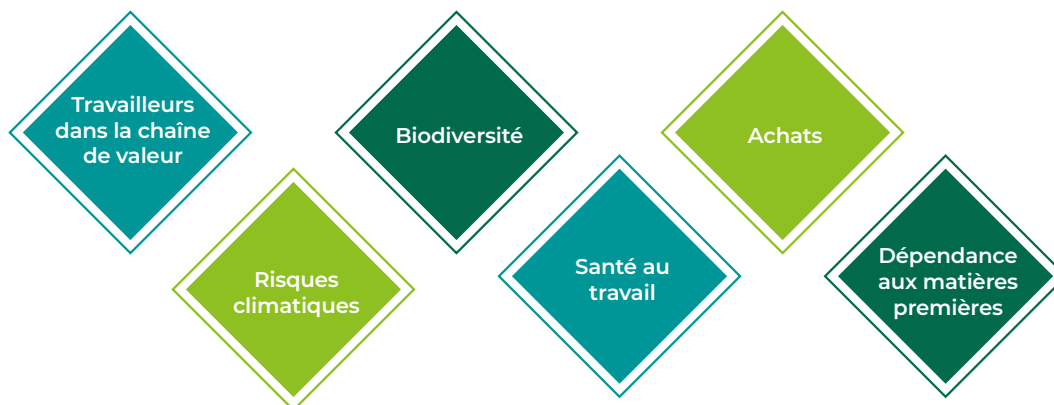 Travailleurs
dans la chaîne
de valeur
Risques
climatiques
Biodiversité
Santé au
travail
Achats
Dépendance
aux matières
premières